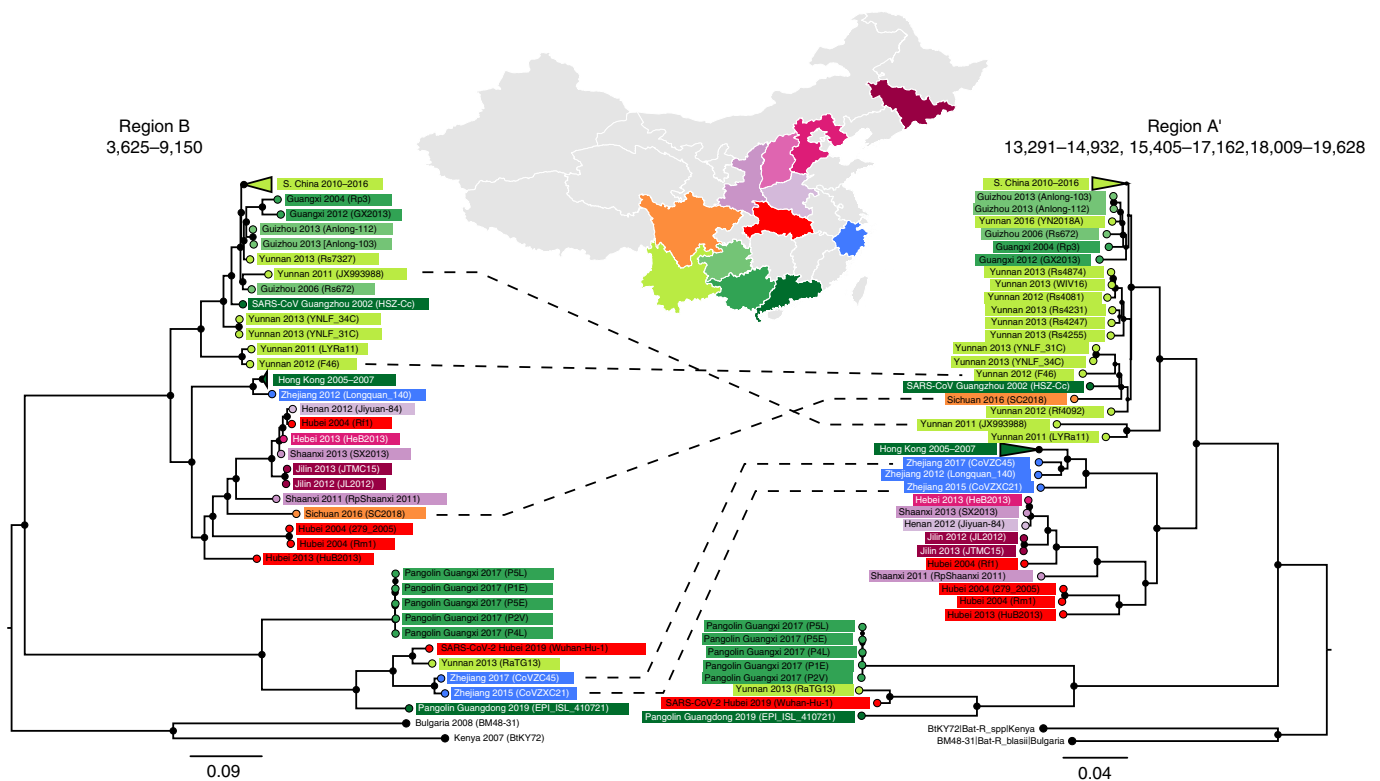 Region B
3,625–9,150
S. China 2010–2016
Guangxi 2004 (Rp3)
Guangxi 2012 (GX2013)
Guizhou 2013 (Anlong-112)
Guizhou 2013 [Anlong-103)
Yunnan 2013 (Rs7327)
Yunnan 2011 (JX993988)
Guizhou 2006 (Rs672)
SARS-CoV Guangzhou 2002 (HSZ-Cc)
Yunnan 2013 (YNLF_34C)
Yunnan 2013 (YNLF_31C)
Yunnan 2011 (LYRa11)
Yunnan 2012 (F46)
Hong Kong 2005–2007
Zhejiang 2012 (Longquan_140)
Henan 2012 (Jiyuan-84)
Hubei 2004 (Rf1)
Hebei 2013 (HeB2013)
Shaanxi 2013 (SX2013)
Jilin 2013 (JTMC15)
Jilin 2012 (JL2012)
Shaanxi 2011 (RpShaanxi 2011)
Sichuan 2016 (SC2018)
Hubei 2004 (279_2005)
Hubei 2004 (Rm1)
Hubei 2013 (HuB2013)
Pangolin Guangxi 2017 (P5L)
Pangolin Guangxi 2017 (P1E)
Pangolin Guangxi 2017 (P5E)
Pangolin Guangxi 2017 (P2V)
Pangolin Guangxi 2017 (P4L)
SARS-CoV-2 Hubei 2019 (Wuhan-Hu-1)
Yunnan 2013 (RaTG13)
Zhejiang 2017 (CoVZC45)
Zhejiang 2015 (CoVZXC21)
Pangolin Guangdong 2019 (EPI_ISL_410721)
Bulgaria 2008 (BM48-31)
Kenya 2007 (BtKY72)
0.09
Region A'
13,291–14,932, 15,405–17,162,18,009–19,628
S. China 2010–2016
Guizhou 2013 (Anlong-103)
Guizhou 2013 (Anlong-112)
Yunnan 2016 (YN2018A)
Guizhou 2006 (Rs672)
Guangxi 2004 (Rp3)
Guangxi 2012 (GX2013)
Yunnan 2013 (Rs4874)
Yunnan 2013 (WIV16)
Yunnan 2012 (Rs4081)
Yunnan 2013 (Rs4231)
Yunnan 2013 (Rs4247)
Yunnan 2013 (Rs4255)
Yunnan 2013 (YNLF_31C)
Yunnan 2013 (YNLF_34C)
Yunnan 2012 (F46)
SARS-CoV Guangzhou 2002 (HSZ-Cc)
Sichuan 2016 (SC2018)
Yunnan 2012 (Rf4092)
Yunnan 2011 (JX993988)
Yunnan 2011 (LYRa11)
Hong Kong 2005–2007
Zhejiang 2017 (CoVZC45)
Zhejiang 2012 (Longquan_140)
Zhejiang 2015 (CoVZXC21)
Hebei 2013 (HeB2013)
Shaanxi 2013 (SX2013)
Henan 2012 (Jiyuan-84)
Jilin 2012 (JL2012)
Jilin 2013 (JTMC15)
Hubei 2004 (Rf1)
Shaanxi 2011 (RpShaanxi 2011)
Hubei 2004 (279_2005)
Hubei 2004 (Rm1)
Hubei 2013 (HuB2013)
Pangolin Guangxi 2017 (P5L)
Pangolin Guangxi 2017 (P5E)
Pangolin Guangxi 2017 (P4L)
Pangolin Guangxi 2017 (P1E)
Pangolin Guangxi 2017 (P2V)
Yunnan 2013 (RaTG13)
SARS-CoV-2 Hubei 2019 (Wuhan-Hu-1)
Pangolin Guangdong 2019 (EPI_ISL_410721)
BtKY72|Bat-R_spp|Kenya
BM48-31|Bat-R_blasii|Bulgaria
0.04